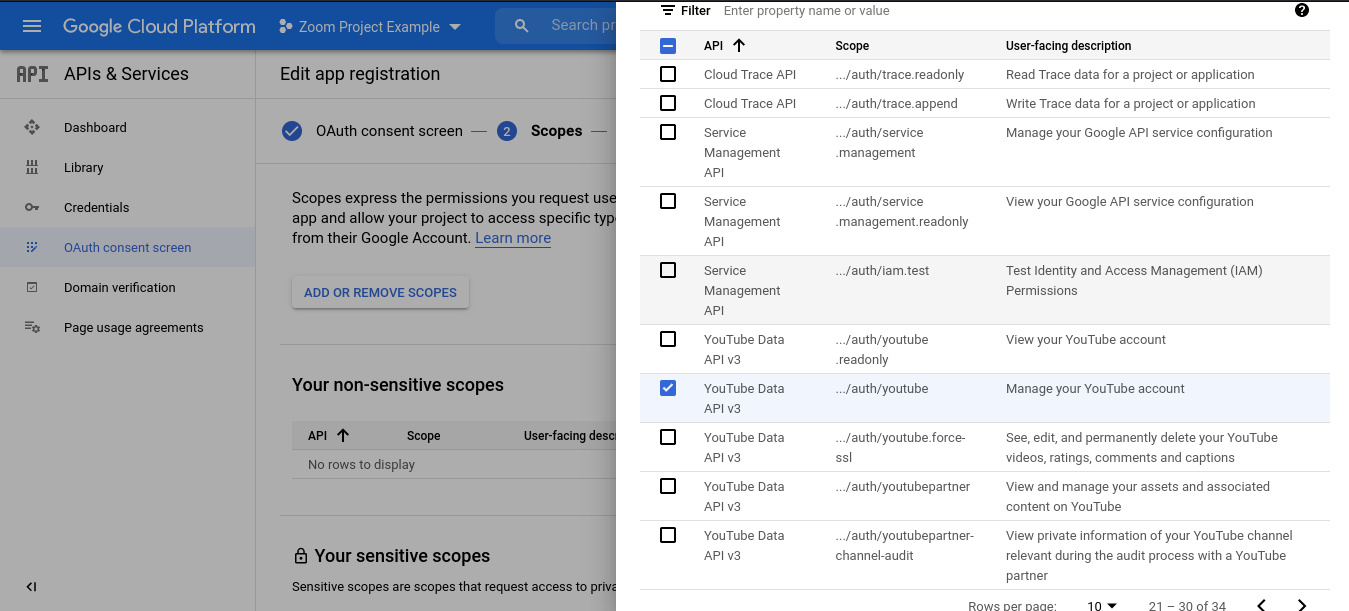 Google Cloud Platform
Zoom Project Example
Search pr
API APIs & Services
Dashboard
Library
Credentials
OAuth consent screen
Domain verification
Page usage agreements
Edit app registration
OAuth consent screen — 2 Scopes —
Scopes express the permissions you request use
app and allow your project to access specific typ
from their Google Account. Learn more
ADD OR REMOVE SCOPES
Your non-sensitive scopes
API Scope User-facing descr
No rows to display
Your sensitive scopes
Sensitive scopes are scopes that request access to priva
Filter Enter property name or value
API Scope User-facing description
Cloud Trace API .../auth/trace.readonly Read Trace data for a project or application
Cloud Trace API .../auth/trace.append Write Trace data for a project or application
Service .../auth/service Manage your Google API service configuration
Management .management
API
Service .../auth/service View your Google API service configuration
Management .management.readonly
API
Service .../auth/iam.test Test Identity and Access Management (IAM)
Management Permissions
API
YouTube Data .../auth/youtube View your YouTube account
API v3 .readonly
YouTube Data .../auth/youtube Manage your YouTube account
API v3
YouTube Data .../auth/youtube.force- See, edit, and permanently delete your YouTube
API v3 ssl videos, ratings, comments and captions
YouTube Data .../auth/youtubepartner View and manage your assets and associated
API v3 content on YouTube
YouTube Data .../auth/youtubepartner- View private information of your YouTube channel
API v3 channel-audit relevant during the audit process with a YouTube
partner
Rows per page: 10 21 – 30 of 34